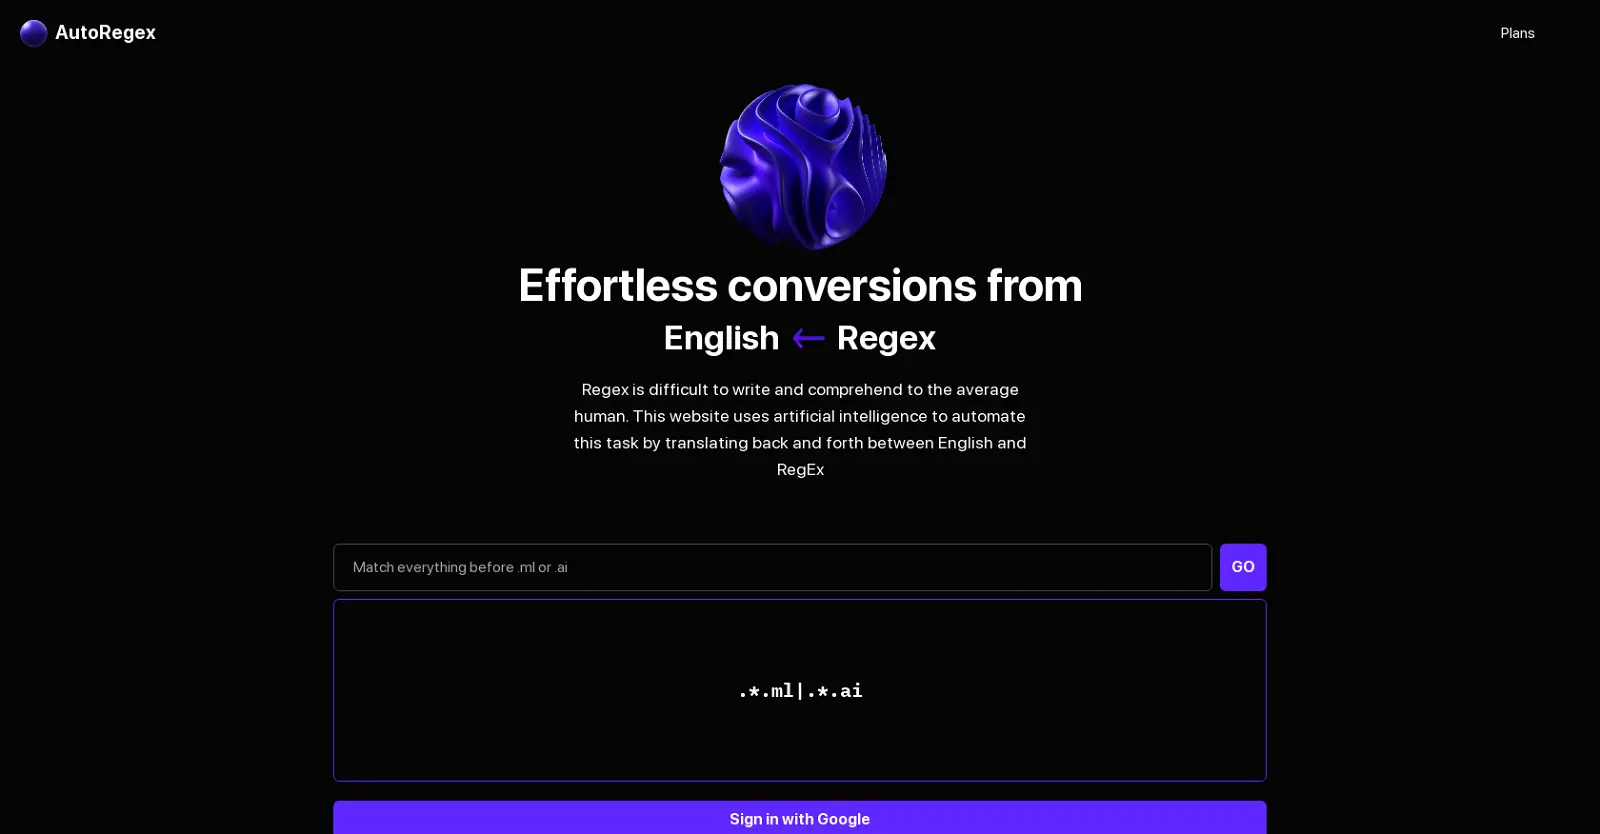 AutoRegex
Plans
Effortless conversions from
English ← Regex
Regex is difficult to write and comprehend to the average
human. This website uses artificial intelligence to automate
this task by translating back and forth between English and
RegEx
Match everything before .ml or .ai
GO
.*.ml|.*.ai
Sign in with Google